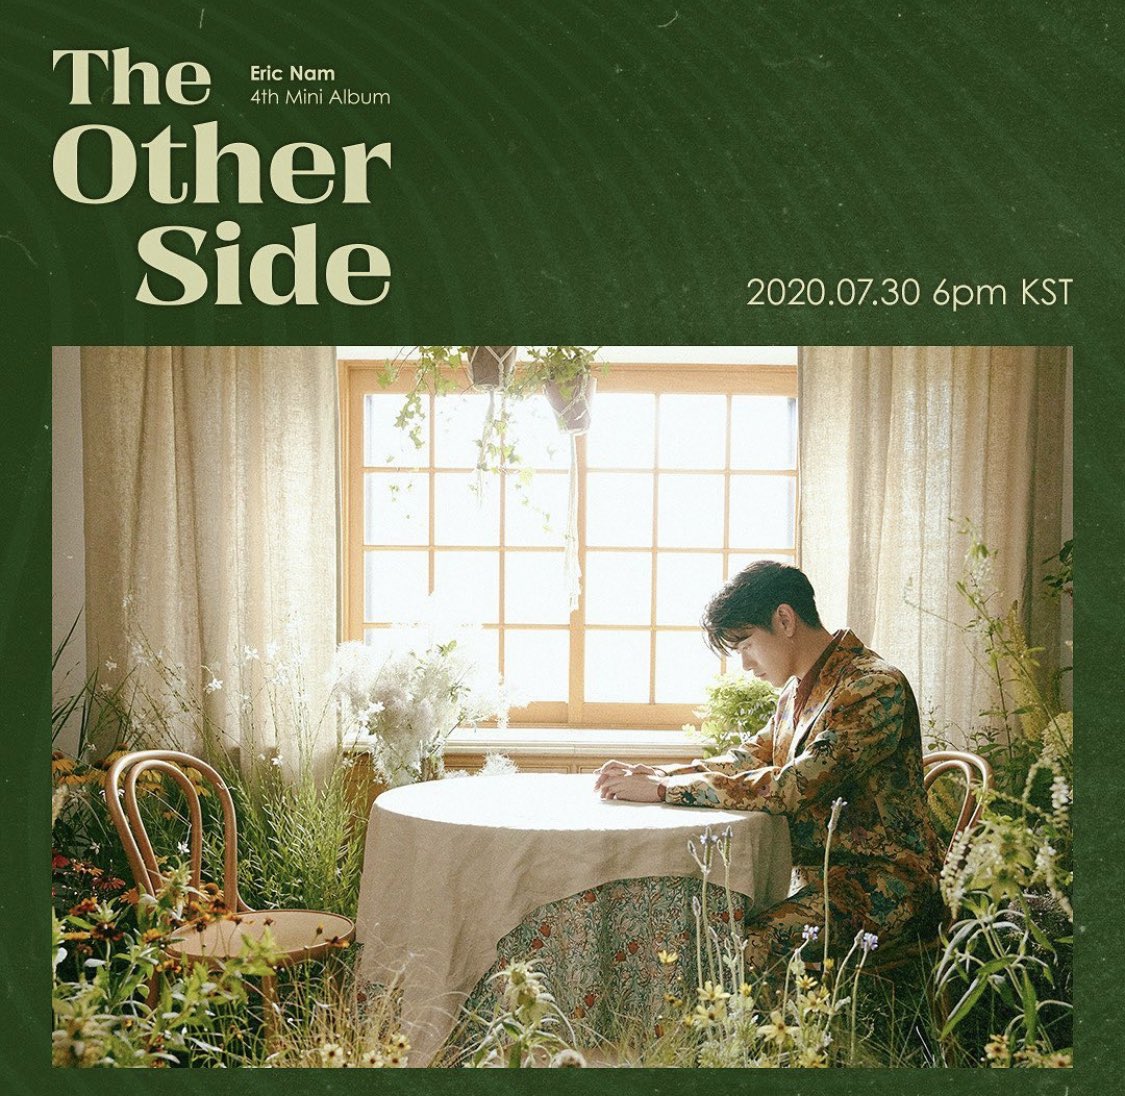 The
Other
Side
Eric Nam
4th Mini Album
2020.07.30 6pm KST